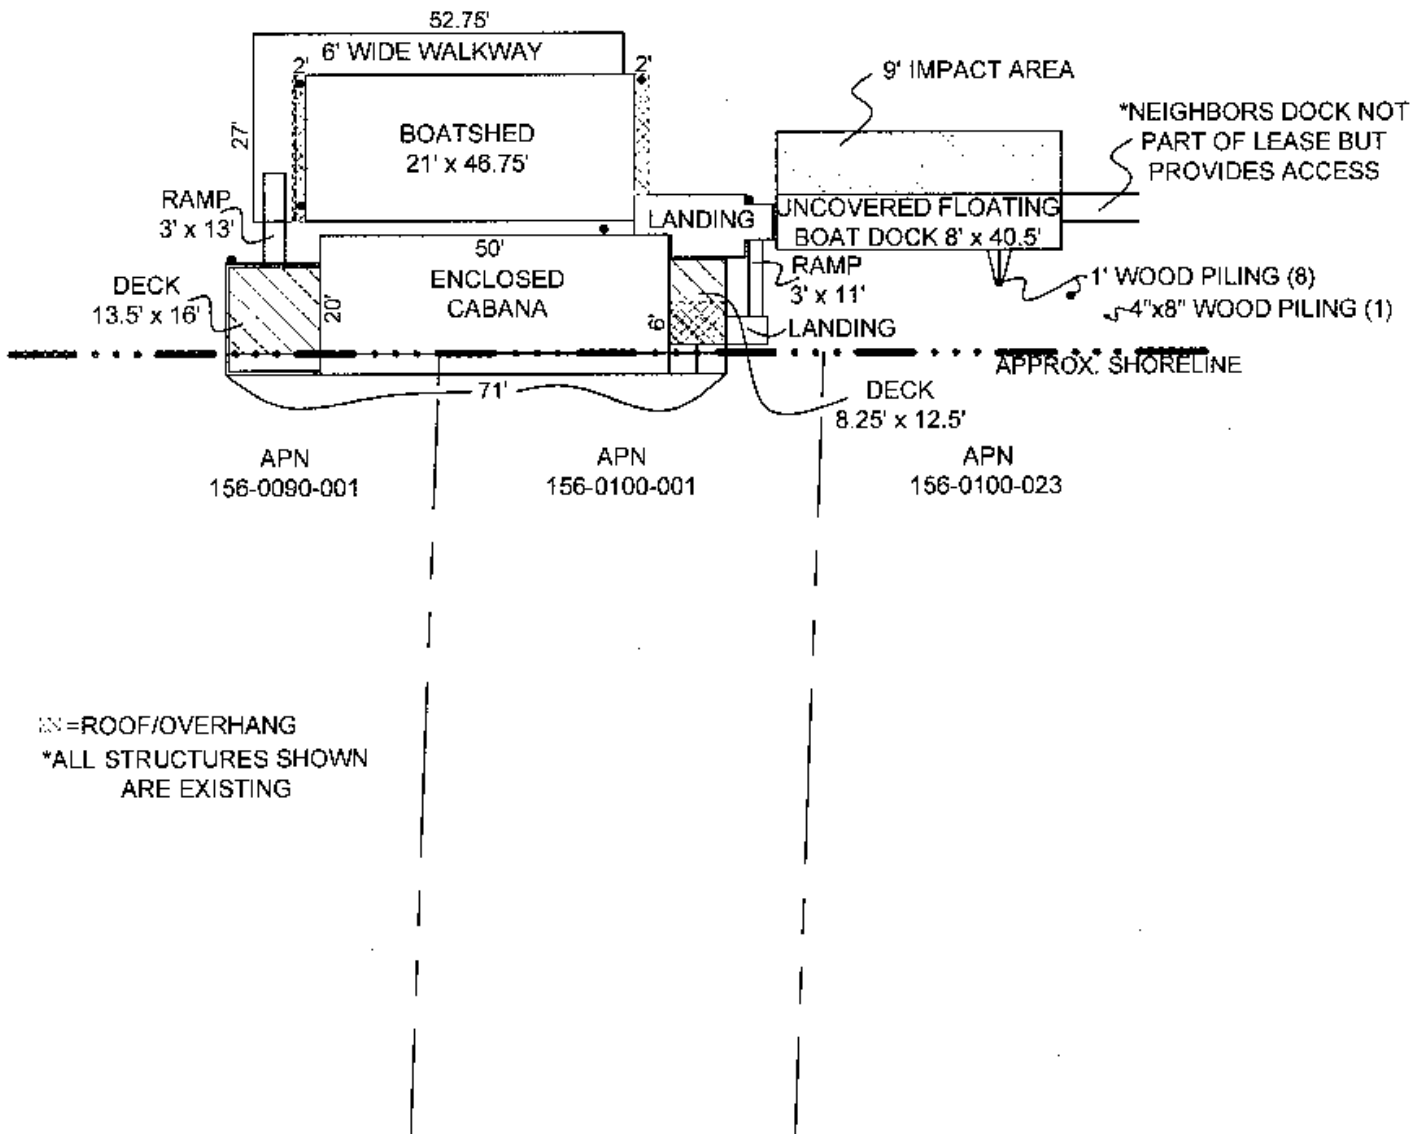 52.75'
6' WIDE WALKWAY
2'
2'
9' IMPACT AREA
*NEIGHBORS DOCK NOT
PART OF LEASE BUT
PROVIDES ACCESS
27'
BOATSHED
21' x 46.75'
RAMP
3' x 13'
LANDING
UNCOVERED FLOATING
BOAT DOCK 8' x 40.5'
50'
ENCLOSED
CABANA
20'
6'
DECK
13.5' x 16'
RAMP
3' x 11'
LANDING
1' WOOD PILING (8)
4"x8" WOOD PILING (1)
APPROX. SHORELINE
71'
DECK
8.25' x 12.5'
APN
156-0090-001
APN
156-0100-001
APN
156-0100-023
=ROOF/OVERHANG
*ALL STRUCTURES SHOWN
ARE EXISTING